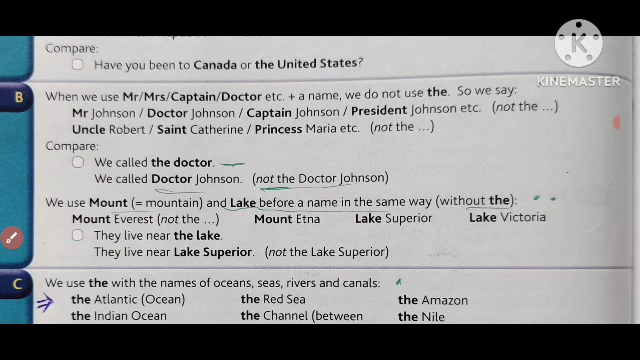 Compare:
Have you been to Canada or the United States?
KINEMASTER
B
When we use Mr/Mrs/Captain/Doctor etc. + a name, we do not use the. So we say:
Mr Johnson / Doctor Johnson / Captain Johnson / President Johnson etc. (not the ...)
Uncle Robert / Saint Catherine / Princess Maria etc. (not the ...)
Compare:
We called the doctor.
We called Doctor Johnson. (not the Doctor Johnson)
We use Mount (= mountain) and Lake before a name in the same way (without the):
Mount Everest (not the ...) Mount Etna Lake Superior Lake Victoria
They live near the lake.
They live near Lake Superior. (not the Lake Superior)
C
We use the with the names of oceans, seas, rivers and canals:
the Atlantic (Ocean) the Red Sea the Amazon
the Indian Ocean the Channel (between the Nile